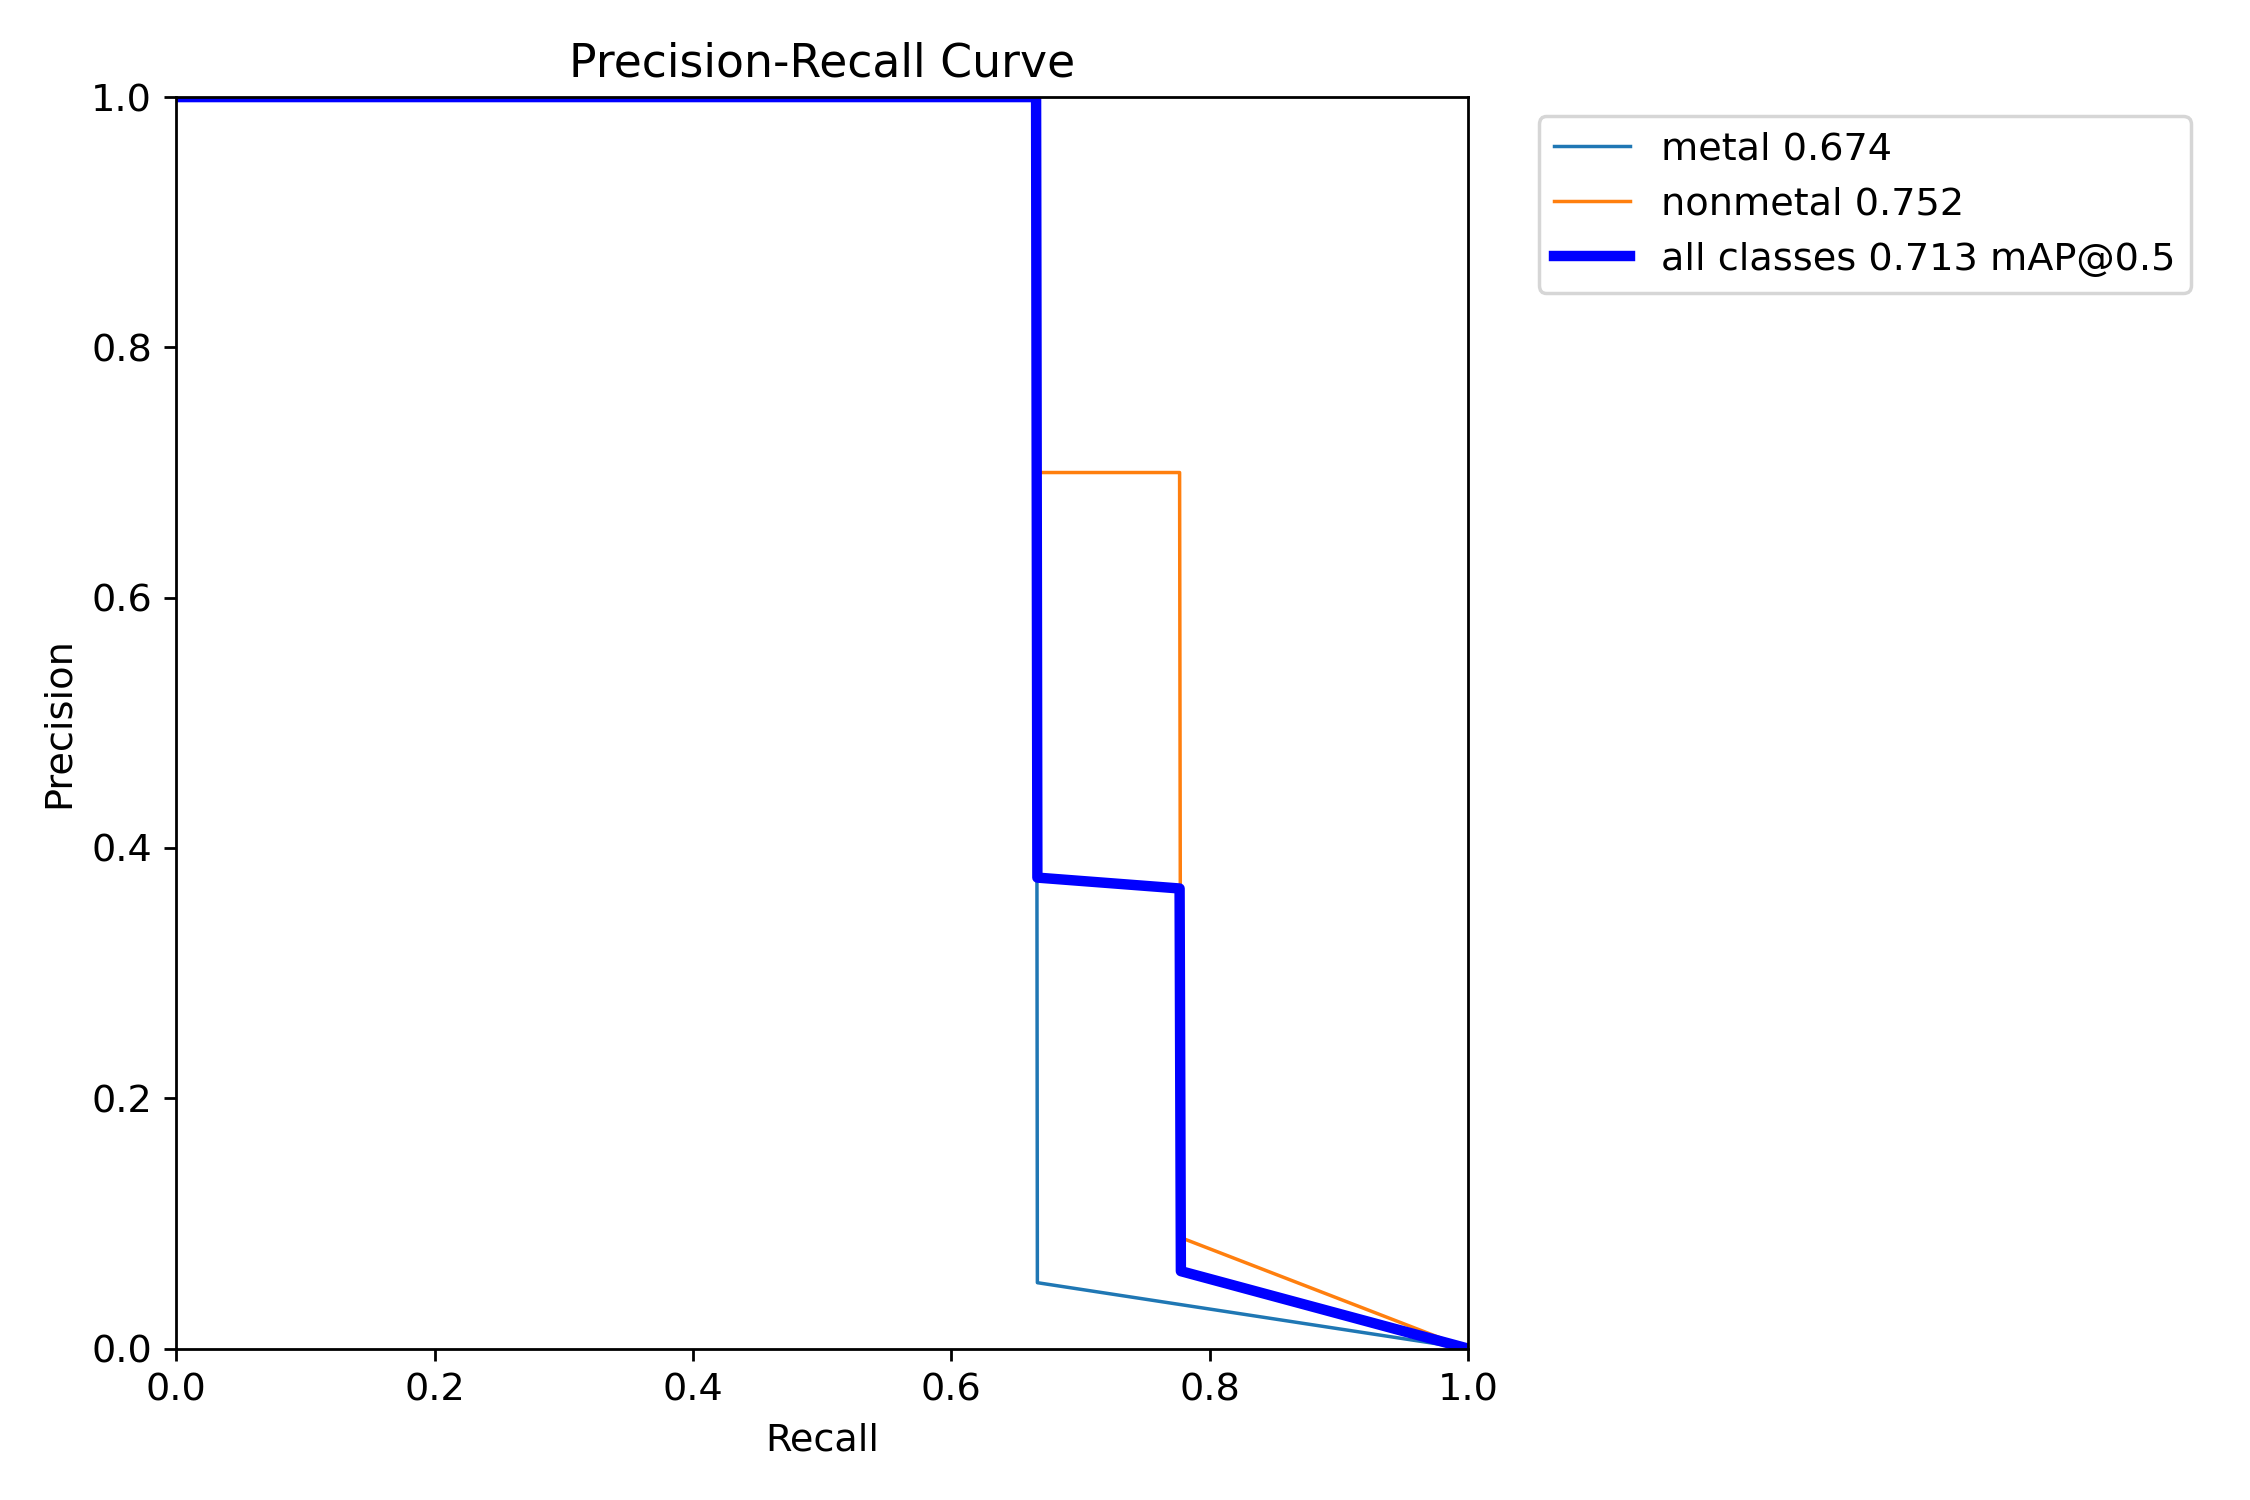 Precision-Recall Curve
1.0
0.8
0.6
0.4
0.2
0.0
Precision
0.0 0.2 0.4 0.6 0.8 1.0
Recall
metal 0.674
nonmetal 0.752
all classes 0.713 mAP@0.5